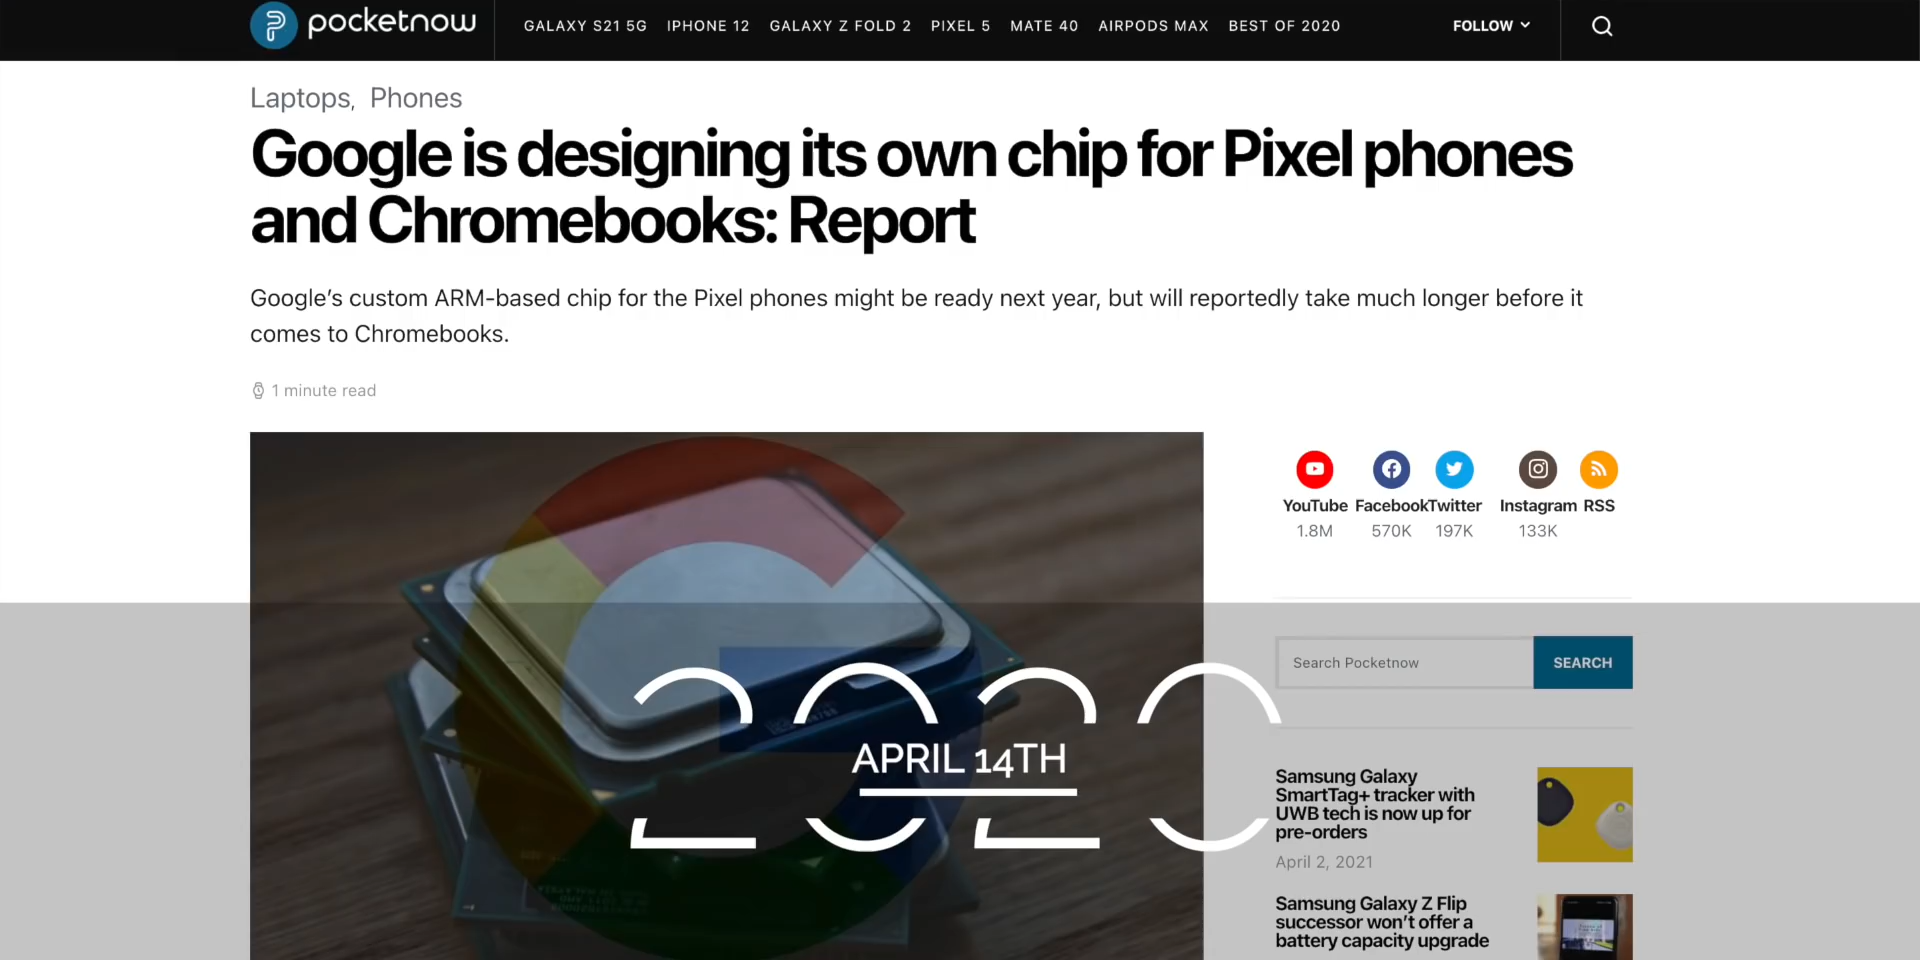 pocketnow
GALAXY S21 5G IPHONE 12 GALAXY Z FOLD 2 PIXEL 5 MATE 40 AIRPODS MAX BEST OF 2020 FOLLOW
Laptops, Phones
Google is designing its own chip for Pixel phones
and Chromebooks: Report
Google’s custom ARM-based chip for the Pixel phones might be ready next year, but will reportedly take much longer before it
comes to Chromebooks.
1 minute read
YouTube Facebook Twitter Instagram RSS
1.8M 570K 197K 133K
Search Pocketnow SEARCH
2020
APRIL 14TH
Samsung Galaxy
SmartTag+ tracker with
UWB tech is now up for
pre-orders
April 2, 2021
Samsung Galaxy Z Flip
successor won’t offer a
battery capacity upgrade